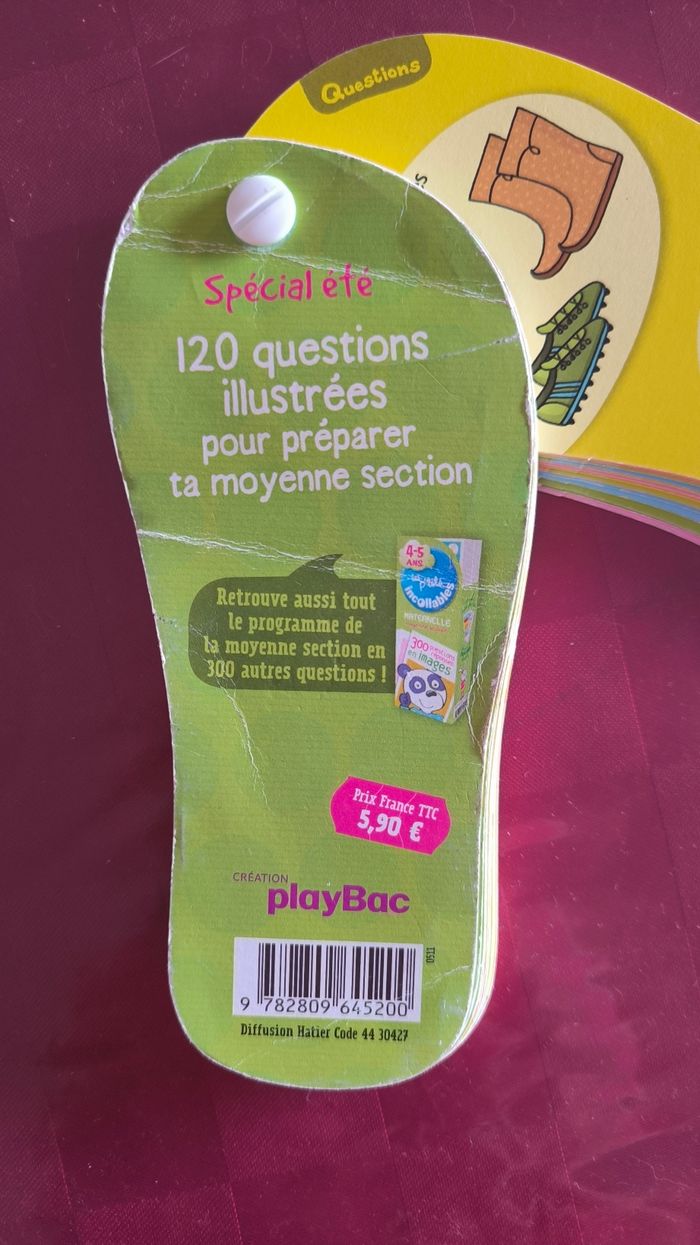 Questions
Spécial été
120 questions
illustrées
pour préparer
ta moyenne section
Retrouve aussi tout
le programme de
la moyenne section en
300 autres questions !
4-5
ANS
incollables
MATERNELLE
300 questions
en images
Prix France TTC
5,90 €
CRÉATION
playBac
0511
9 782809 645200
Diffusion Hatier Code 44 30427